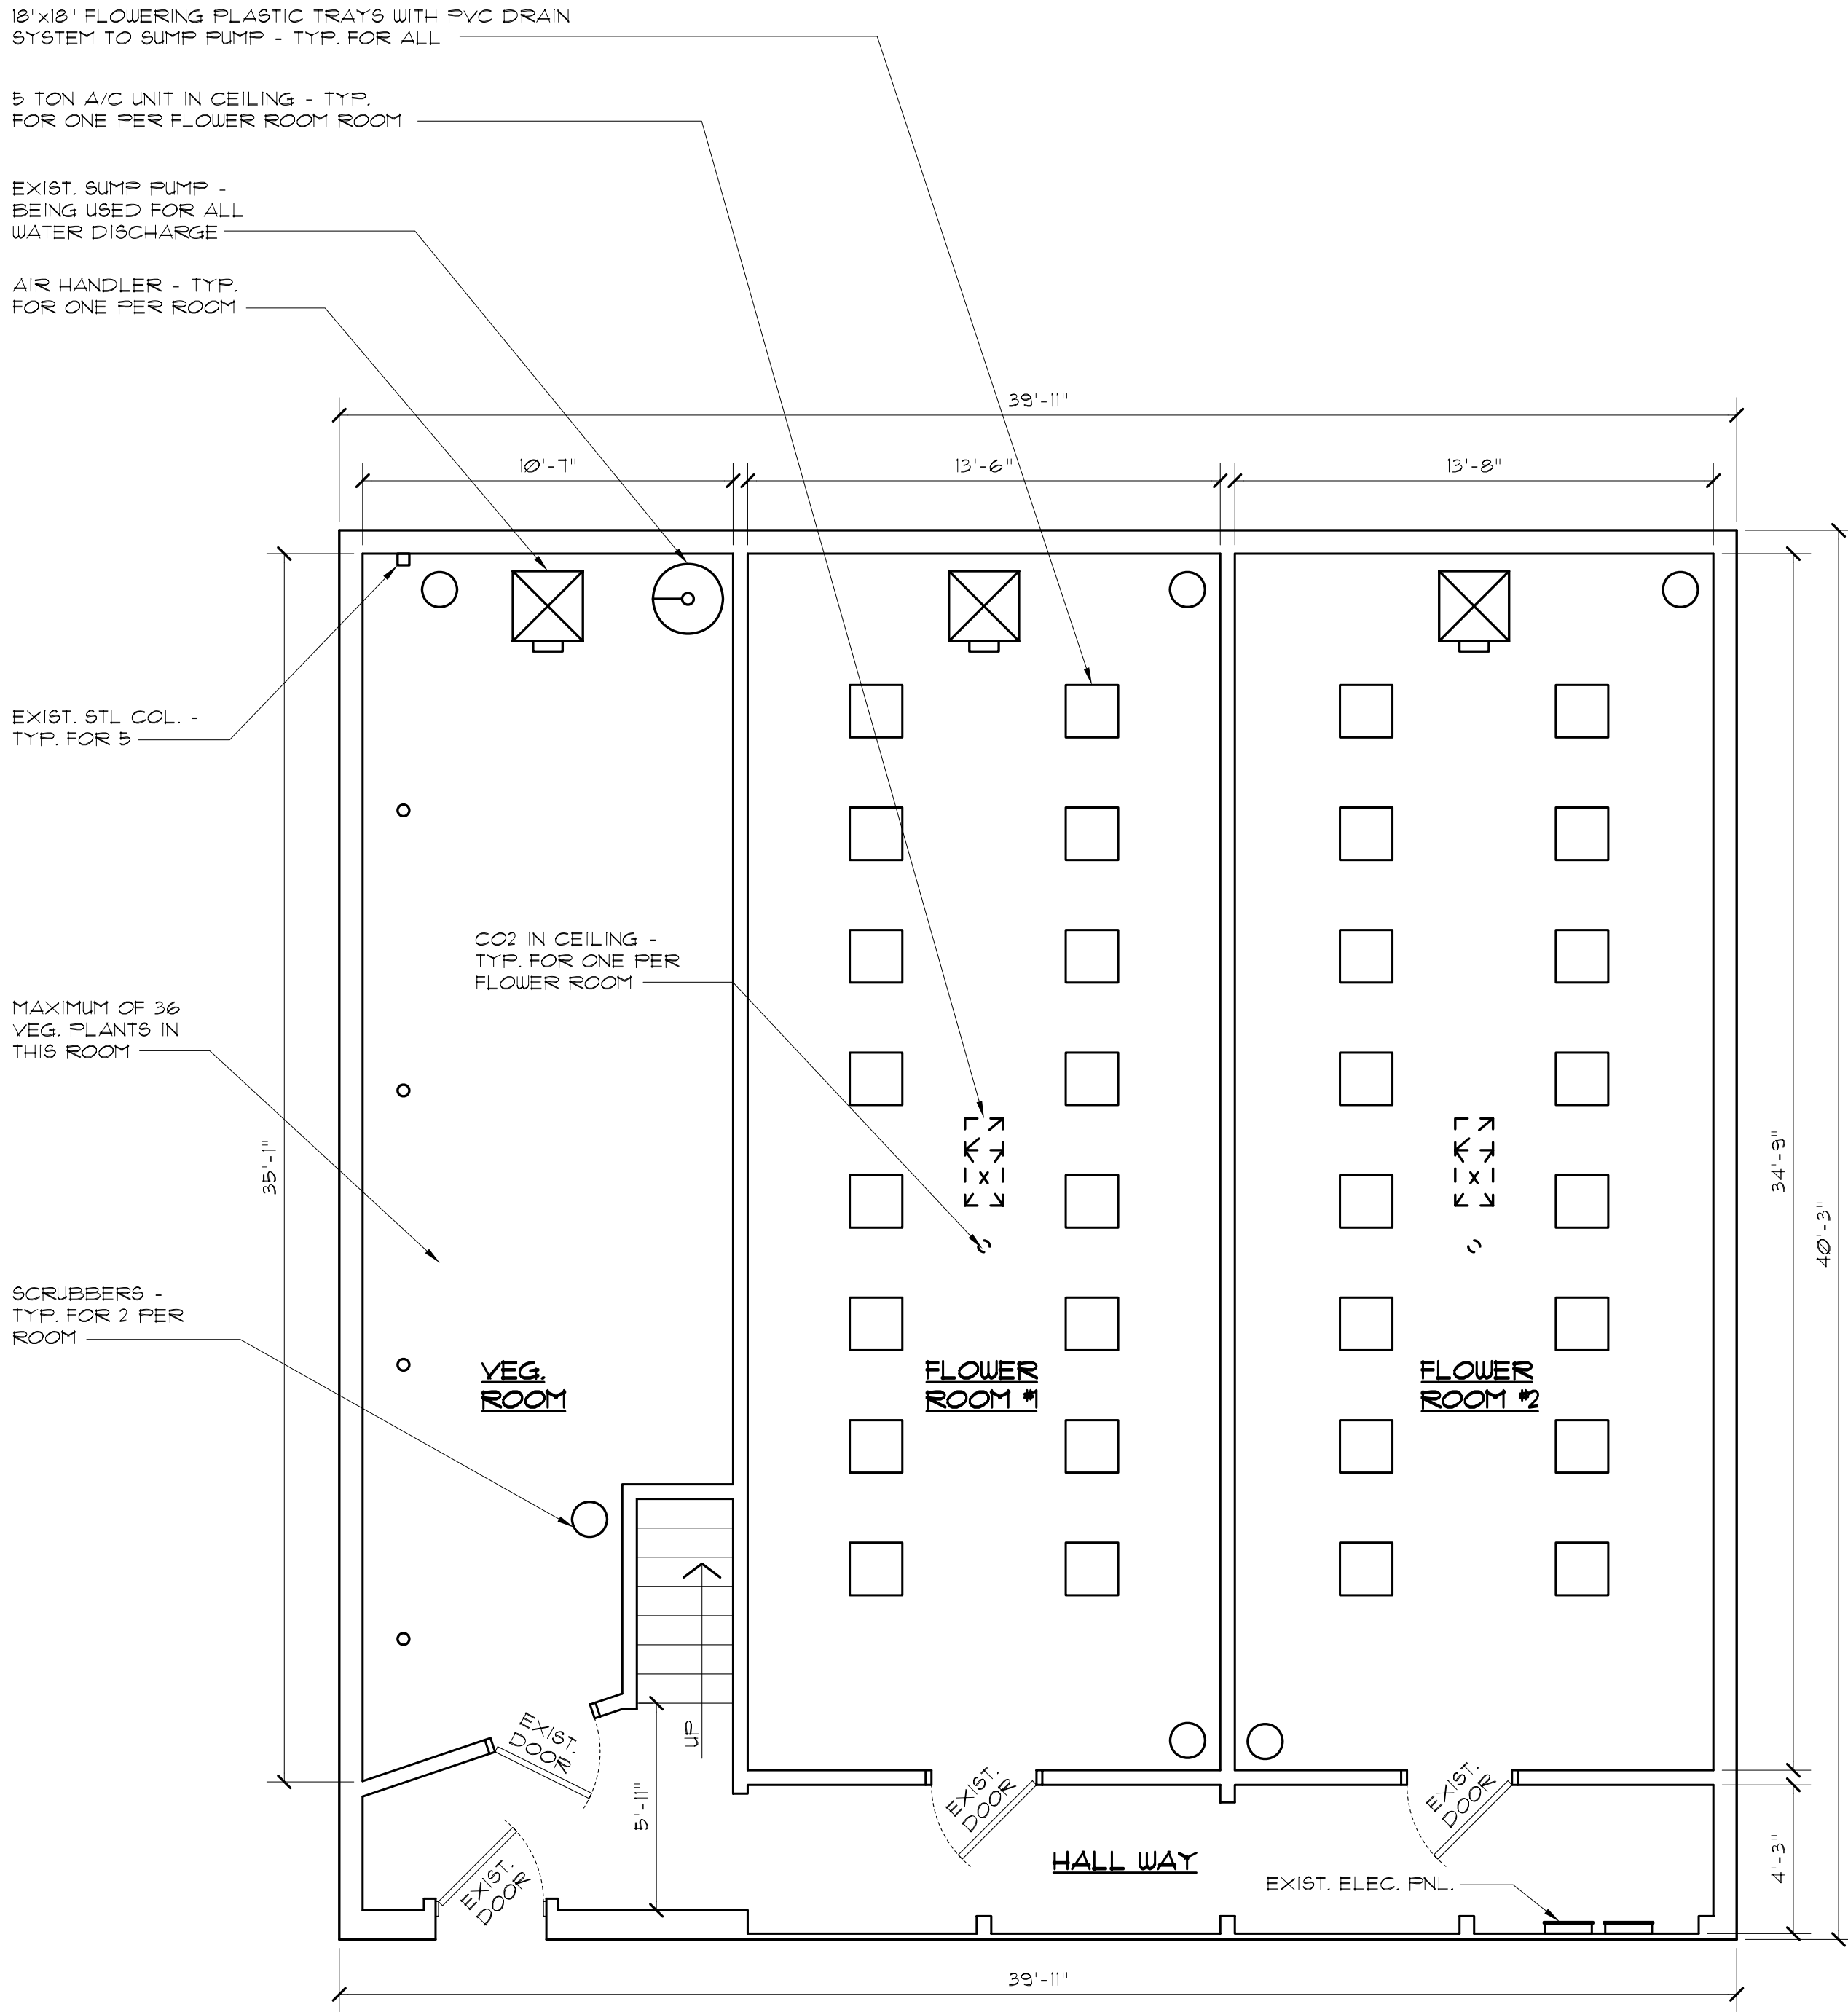 18"x18" FLOWERING PLASTIC TRAYS WITH PVC DRAIN
SYSTEM TO SUMP PUMP - TYP. FOR ALL
5 TON A/C UNIT IN CEILING - TYP.
FOR ONE PER FLOWER ROOM ROOM
EXIST. SUMP PUMP -
BEING USED FOR ALL
WATER DISCHARGE
AIR HANDLER - TYP.
FOR ONE PER ROOM
39'-11"
10'-7"
13'-6"
13'-8"
EXIST. STL COL. -
TYP. FOR 5
CO2 IN CEILING -
TYP. FOR ONE PER
FLOWER ROOM
MAXIMUM OF 36
VEG. PLANTS IN
THIS ROOM
35'-1"
34'-9"
40'-3"
SCRUBBERS -
TYP. FOR 2 PER
ROOM
VEG.
ROOM
FLOWER
ROOM #1
FLOWER
ROOM #2
EXIST.
DOOR
UP
5'-11"
EXIST.
DOOR
EXIST.
DOOR
EXIST.
DOOR
HALL WAY
EXIST. ELEC. PNL.
4'-3"
39'-11"